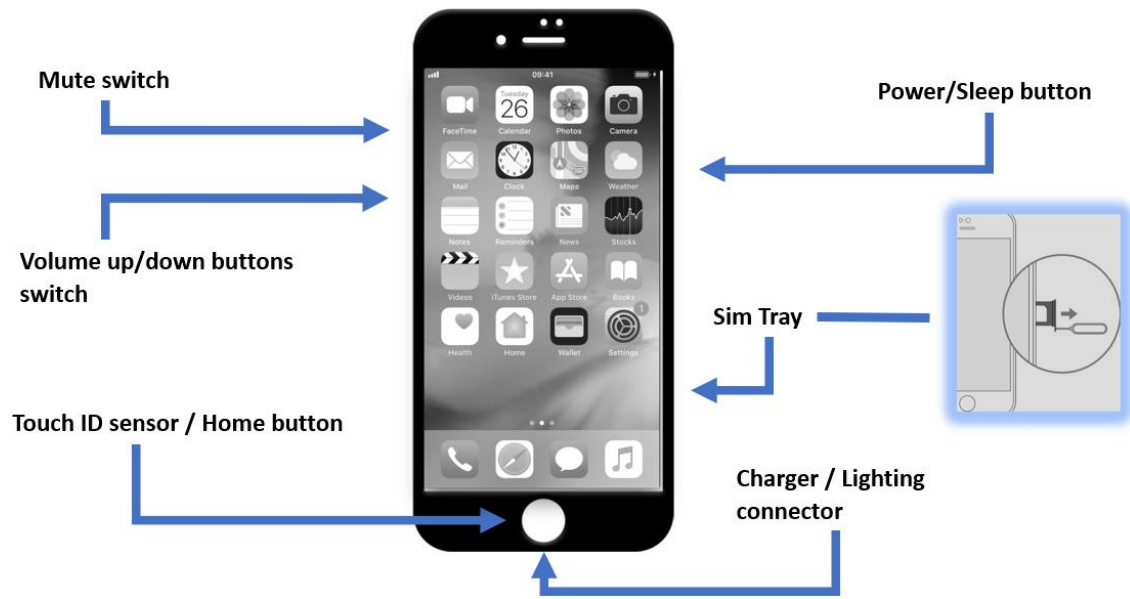 Mute switch
Power/Sleep button
Volume up/down buttons
switch
Sim Tray
Touch ID sensor / Home button
Charger / Lighting
connector
09:41
Tuesday
26
FaceTime Calendar Photos Camera
Mail Clock Maps Weather
Notes Reminders News Stocks
Videos iTunes Store App Store Books
1
Health Home Wallet Settings